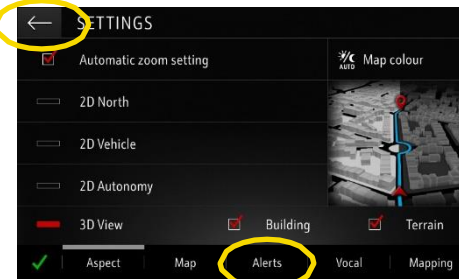 SETTINGS
Automatic zoom setting
AUTO Map colour
2D North
2D Vehicle
2D Autonomy
3D View Building Terrain
Aspect Map Alerts Vocal Mapping